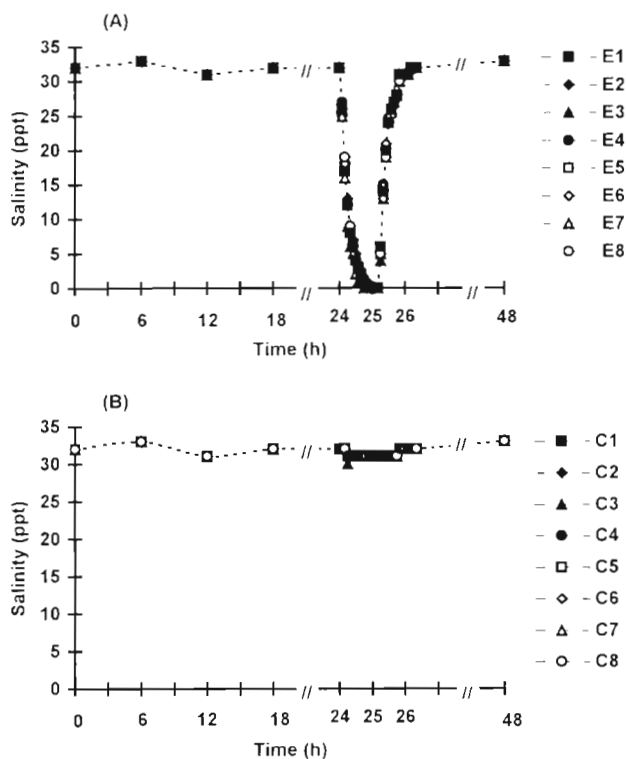 (A)
Salinity (ppt)
35
30
25
20
15
10
5
0
0 6 12 18 // 24 25 26 // 48
Time (h)
E1
E2
E3
E4
E5
E6
E7
E8
(B)
Salinity (ppt)
35
30
25
20
15
10
5
0
0 6 12 18 // 24 25 26 // 48
Time (h)
C1
C2
C3
C4
C5
C6
C7
C8